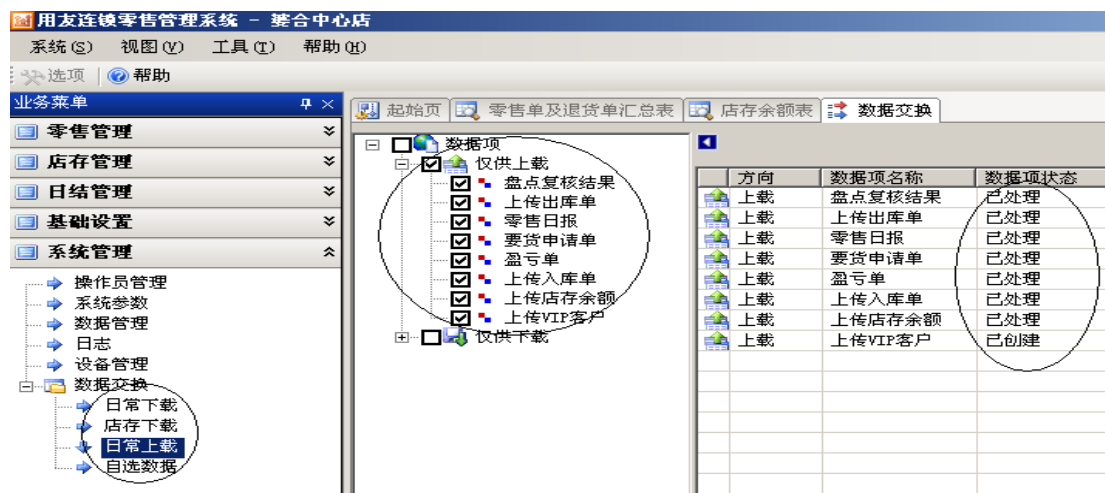 用友连锁零售管理系统 - 婺合中心店
系统(S) 视图(V) 工具(T) 帮助(H)
选项 帮助
业务菜单
零售管理
店存管理
日结管理
基础设置
系统管理
操作员管理
系统参数
数据管理
日志
设备管理
数据交换
日常下载
店存下载
日常上载
自选数据
起始页 零售单及退货单汇总表 店存余额表 数据交换
数据项
仅供上载
盘点复核结果
上传出库单
零售日报
要货申请单
盈亏单
上传入库单
上传店存余额
上传VIP客户
仅供下载
方向 数据项名称 数据项状态
上载 盘点复核结果 已处理
上载 上传出库单 已处理
上载 零售日报 已处理
上载 要货申请单 已处理
上载 盈亏单 已处理
上载 上传入库单 已处理
上载 上传店存余额 已处理
上载 上传VIP客户 已创建